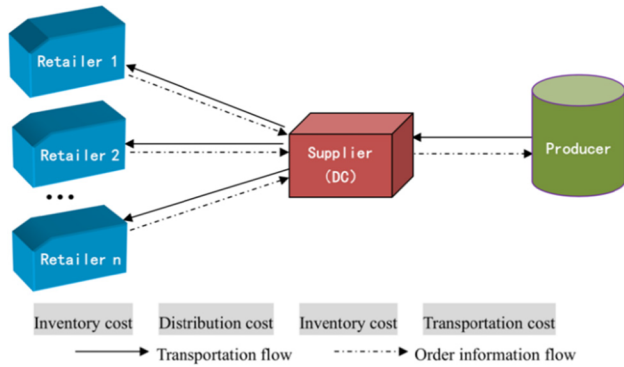 Retailer 1
Retailer 2
...
Retailer n
Supplier
(DC)
Producer
Inventory cost Distribution cost Inventory cost Transportation cost
Transportation flow Order information flow